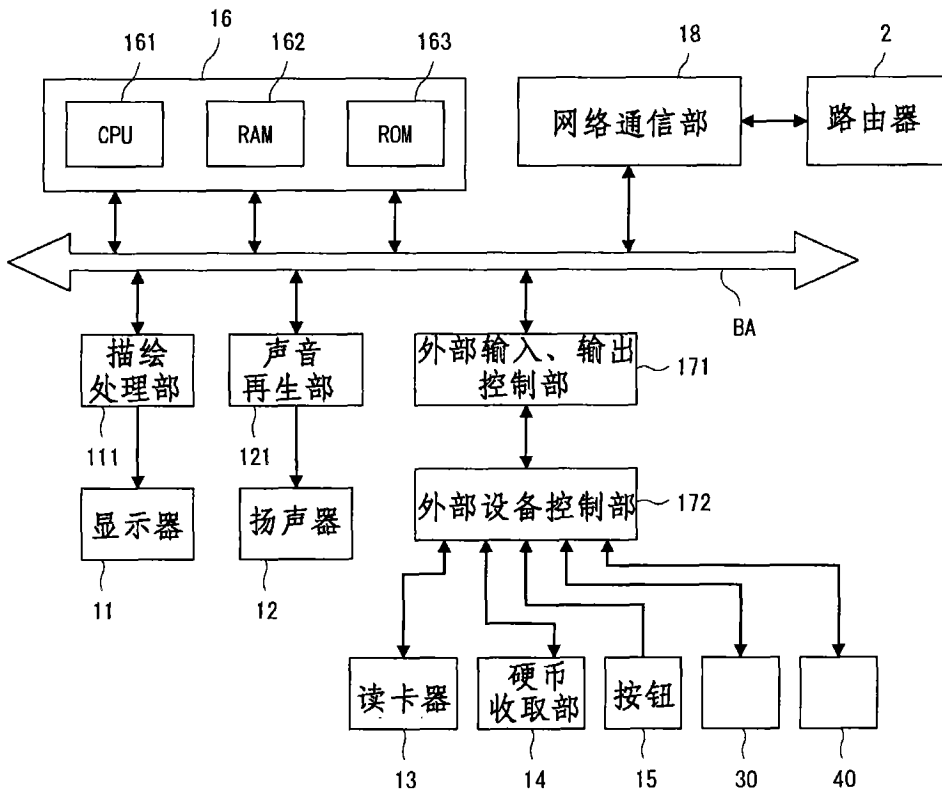 16
161
162
163
18
2
CPU
RAM
ROM
网络通信部
路由器
BA
描绘
处理部
声音
再生部
外部输入、输出
控制部
171
111
121
显示器
扬声器
外部设备控制部
172
11
12
读卡器
硬币
收取部
按钮
13
14
15
30
40